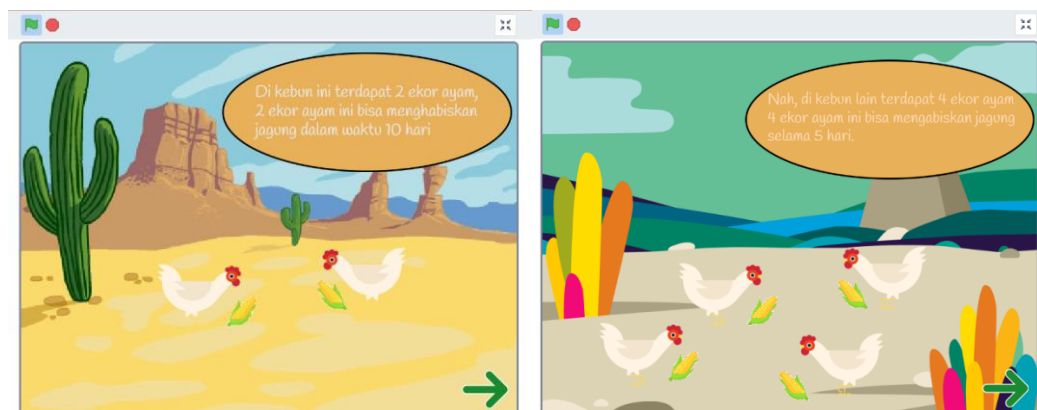 Di kebun ini terdapat 2 ekor ayam,
2 ekor ayam ini bisa menghabiskan
jagung dalam waktu 10 hari
Nah, di kebun lain terdapat 4 ekor ayam
4 ekor ayam ini bisa mengabiskan jagung
selama 5 hari.